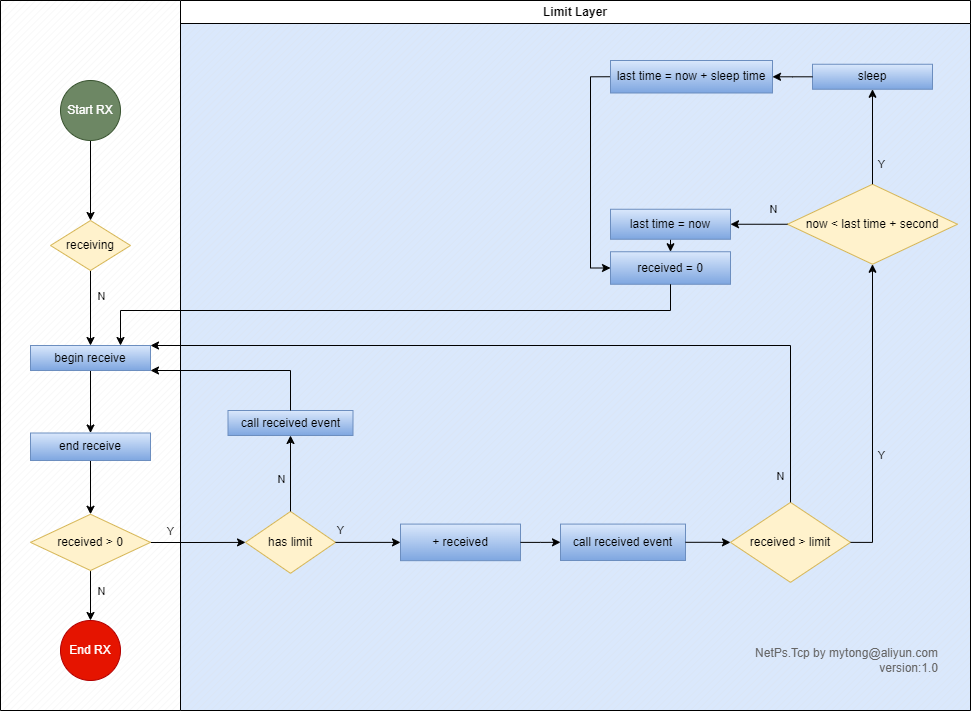 Limit Layer
last time = now + sleep time
sleep
Start RX
Y
N
last time = now
now < last time + second
receiving
received = 0
N
begin receive
call received event
end receive
Y
N
N
Y
Y
received > 0
has limit
+ received
call received event
received > limit
N
End RX
NetPs.Tcp by mytong@aliyun.com
version:1.0